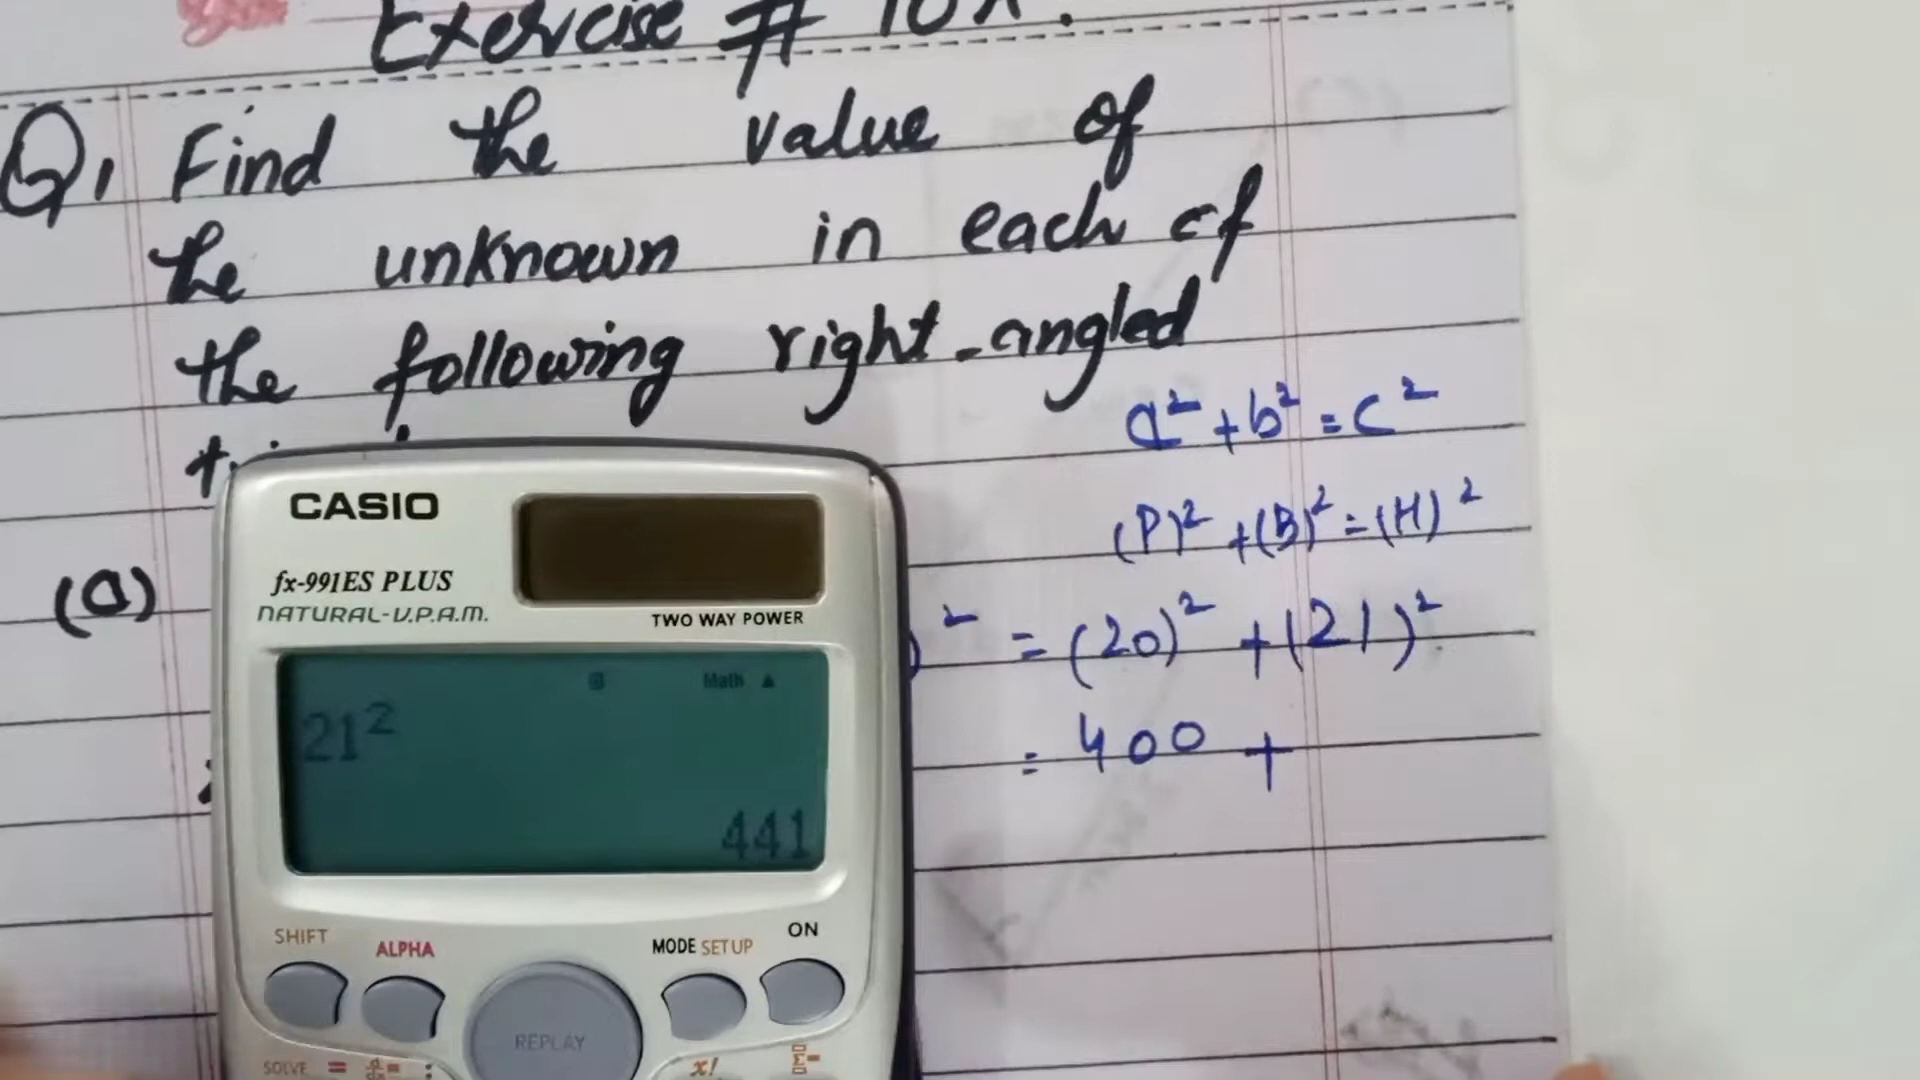 Exercise # 10A.
Q1 Find the value of
the unknown in each of
the following right-angled
a² + b² = c²
(P)² + (B)² = (H)²
(a)
)² = (20)² + (21)²
= 400 +
CASIO
fx-991ES PLUS
NATURAL-V.P.A.M.
TWO WAY POWER
Math ▲
21²
441
SHIFT
ALPHA
MODE SETUP
ON
REPLAY
SOLVE =
x!